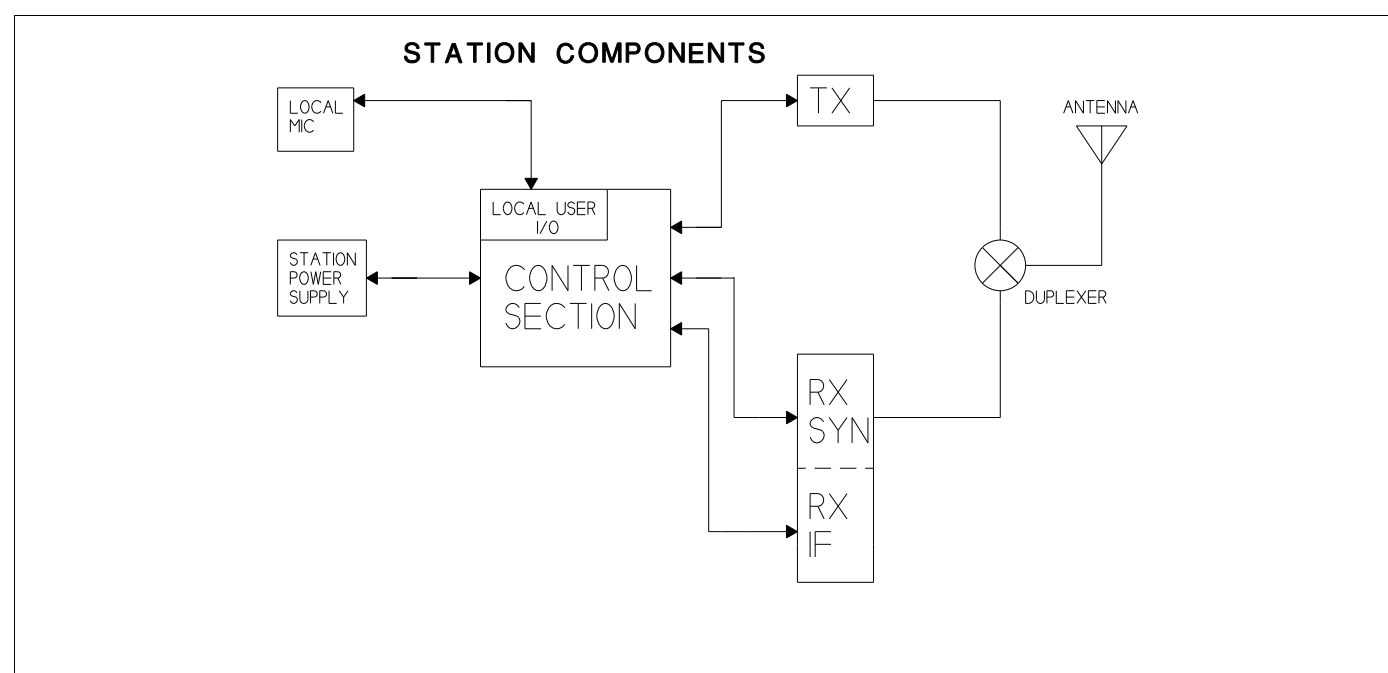 STATION COMPONENTS
LOCAL
MIC
TX
ANTENNA
LOCAL USER
I/O
STATION
POWER
SUPPLY
CONTROL
SECTION
DUPLEXER
RX
SYN
RX
IF